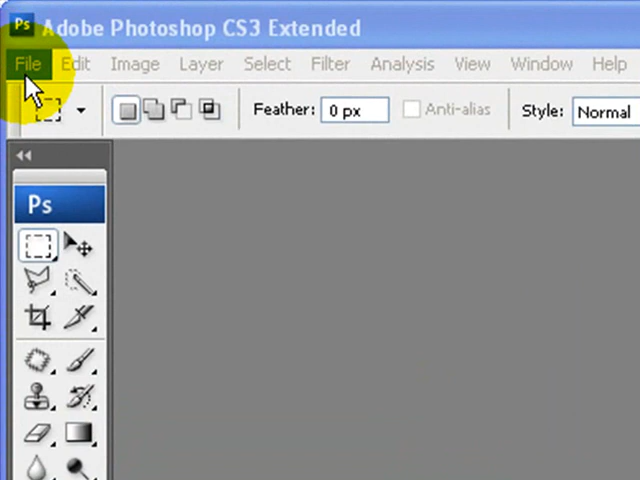 Ps Adobe Photoshop CS3 Extended
File Edit Image Layer Select Filter Analysis View Window Help
Feather: 0 px Anti-alias Style: Normal
Ps